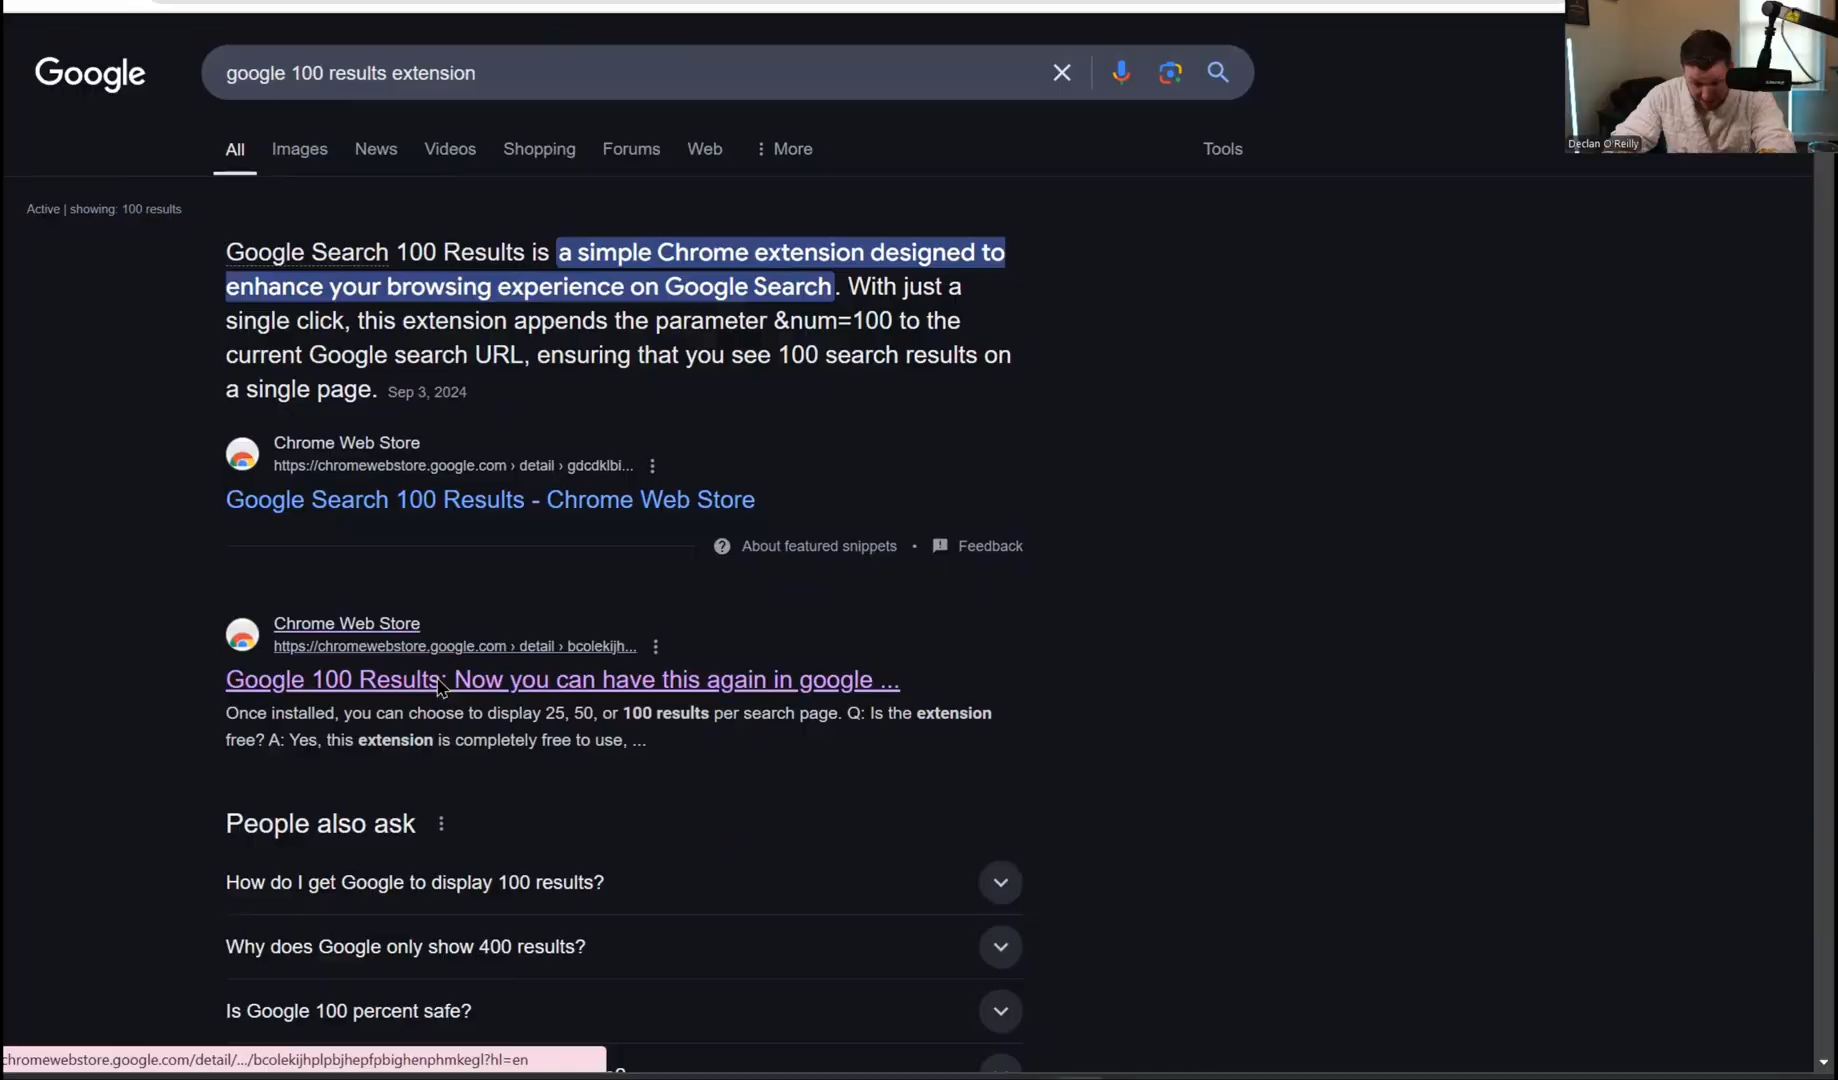 Google
google 100 results extension
All Images News Videos Shopping Forums Web More Tools
Declan O'Reilly
Active | showing: 100 results
Google Search 100 Results is a simple Chrome extension designed to
enhance your browsing experience on Google Search. With just a
single click, this extension appends the parameter &num=100 to the
current Google search URL, ensuring that you see 100 search results on
a single page. Sep 3, 2024
Chrome Web Store
https://chromewebstore.google.com › detail › gdcdklbi...
Google Search 100 Results - Chrome Web Store
About featured snippets • Feedback
Chrome Web Store
https://chromewebstore.google.com › detail › bcolekijh...
Google 100 Results: Now you can have this again in google ...
Once installed, you can choose to display 25, 50, or 100 results per search page. Q: Is the extension
free? A: Yes, this extension is completely free to use, ...
People also ask
How do I get Google to display 100 results?
Why does Google only show 400 results?
Is Google 100 percent safe?
chromewebstore.google.com/detail/.../bcolekijhplpbjhepfpbighenphmkegl?hl=en